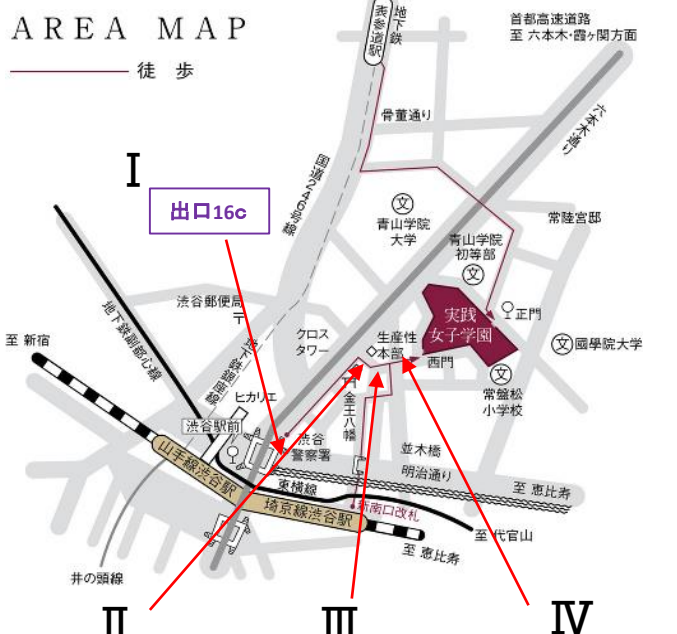 AREA MAP
徒 歩
地下鉄
表参道駅
首都高速道路
至 六本木・霞ヶ関方面
骨董通り
六本木通り
Ⅰ
国道246号線
出口16c
文
青山学院
大学
常陸宮邸
青山学院
初等部
文
渋谷郵便局
〒
地下鉄副都心線
クロス
タワー
生産性
本部
実践
女子学園
正門
文
國學院大学
至 新宿
地下鉄銀座線
西門
文
常盤松
小学校
ヒカリエ
金王八幡
渋谷駅前
渋谷
警察署
並木橋
明治通り
山手線渋谷駅
東横線
至 恵比寿
埼京線渋谷駅
新南口改札
至 代官山
至 恵比寿
井の頭線
Ⅱ
Ⅲ
Ⅳ